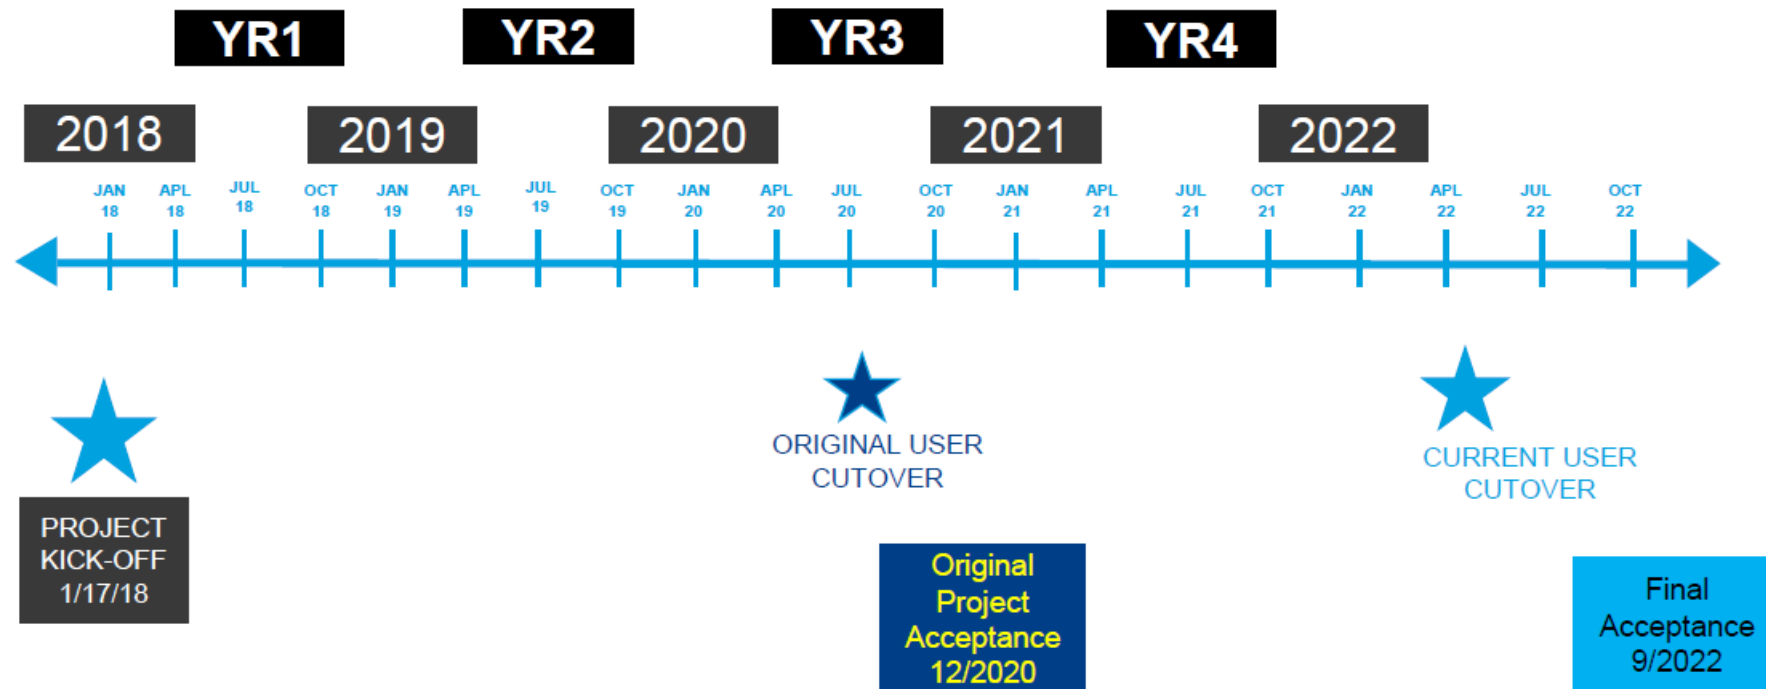 YR1
YR2
YR3
YR4
2018
2019
2020
2021
2022
JAN
18
APL
18
JUL
18
OCT
18
JAN
19
APL
19
JUL
19
OCT
19
JAN
20
APL
20
JUL
20
OCT
20
JAN
21
APL
21
JUL
21
OCT
21
JAN
22
APL
22
JUL
22
OCT
22
PROJECT
KICK-OFF
1/17/18
ORIGINAL USER
CUTOVER
CURRENT USER
CUTOVER
Original
Project
Acceptance
12/2020
Final
Acceptance
9/2022